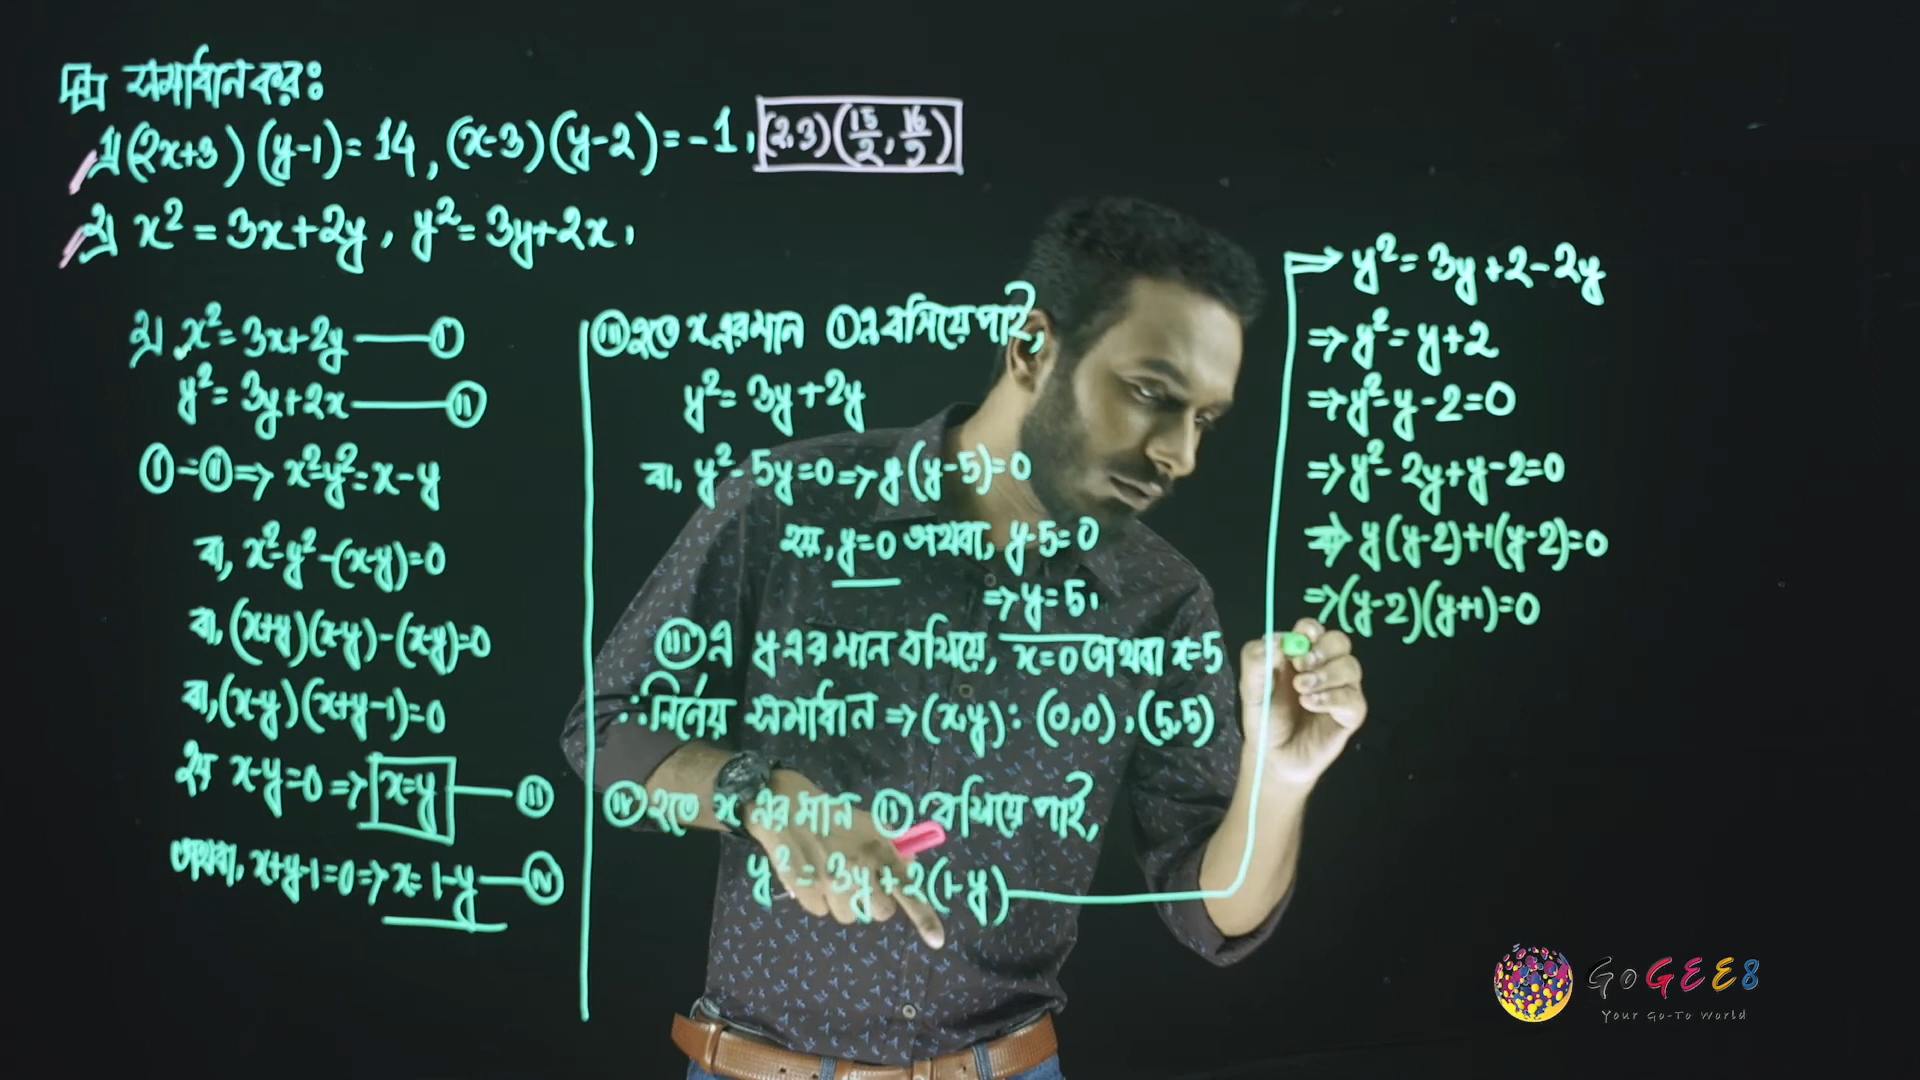 সমাধান কর:
১। (2x+3)(y-1)=14, (x-3)(y-2)=-1, (2,3)(15/2, 16/9)
২। x²=3x+2y, y²=3y+2x,
২। x²=3x+2y — (i)
y²=3y+2x — (ii)
(i)-(ii)⇒ x²-y²=x-y
বা, x²-y²-(x-y)=0
বা, (x+y)(x-y)-(x-y)=0
বা, (x-y)(x+y-1)=0
হয় x-y=0 ⇒ x=y — (iii)
অথবা, x+y-1=0 ⇒ x=1-y — (iv)
(iii) হতে x এর মান (i) এ বসিয়ে পাই,
y²=3y+2y
বা, y²-5y=0 ⇒ y(y-5)=0
হয়, y=0 অথবা, y-5=0
⇒ y=5,
(iii) এ y এর মান বসিয়ে, x=0 অথবা x=5
∴ নির্ণেয় সমাধান ⇒ (x,y): (0,0), (5,5)
(iv) হতে x এর মান (ii) বসিয়ে পাই,
y²=3y+2(1-y)
→ y²=3y+2-2y
⇒ y²=y+2
⇒ y²-y-2=0
⇒ y²-2y+y-2=0
⇒ y(y-2)+1(y-2)=0
⇒ (y-2)(y+1)=0
GoGEE8
Your Go-To World